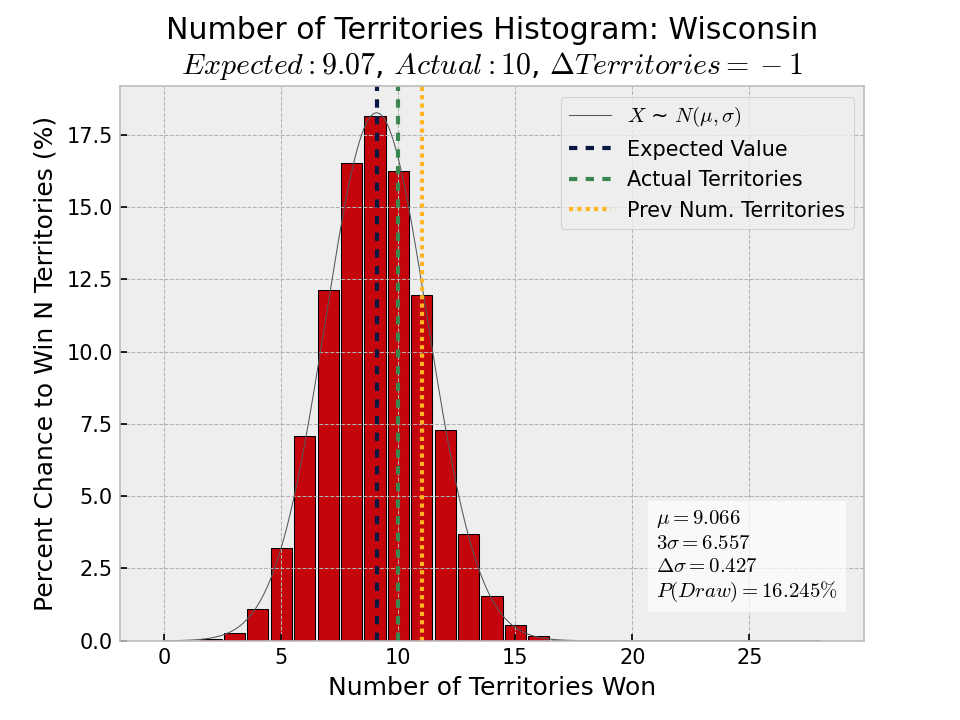 Number of Territories Histogram: Wisconsin
Expected: 9.07, Actual: 10, ΔTerritories = −1
Percent Chance to Win N Territories (%)
17.5
15.0
12.5
10.0
7.5
5.0
2.5
0.0
X ~ N(μ, σ)
Expected Value
Actual Territories
Prev Num. Territories
μ = 9.066
3σ = 6.557
Δσ = 0.427
P(Draw) = 16.245%
0 5 10 15 20 25
Number of Territories Won